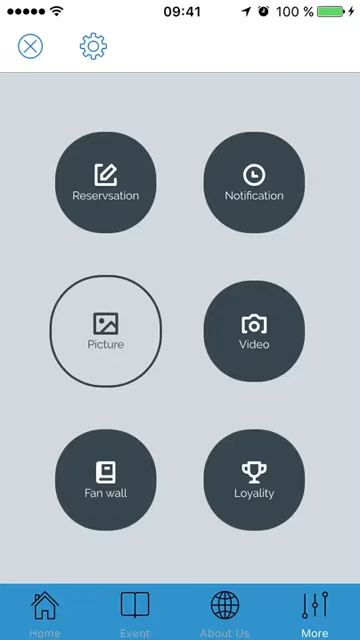 09:41
100 %
Reservsation
Notification
Picture
Video
Fan wall
Loyality
Home
Event
About Us
More